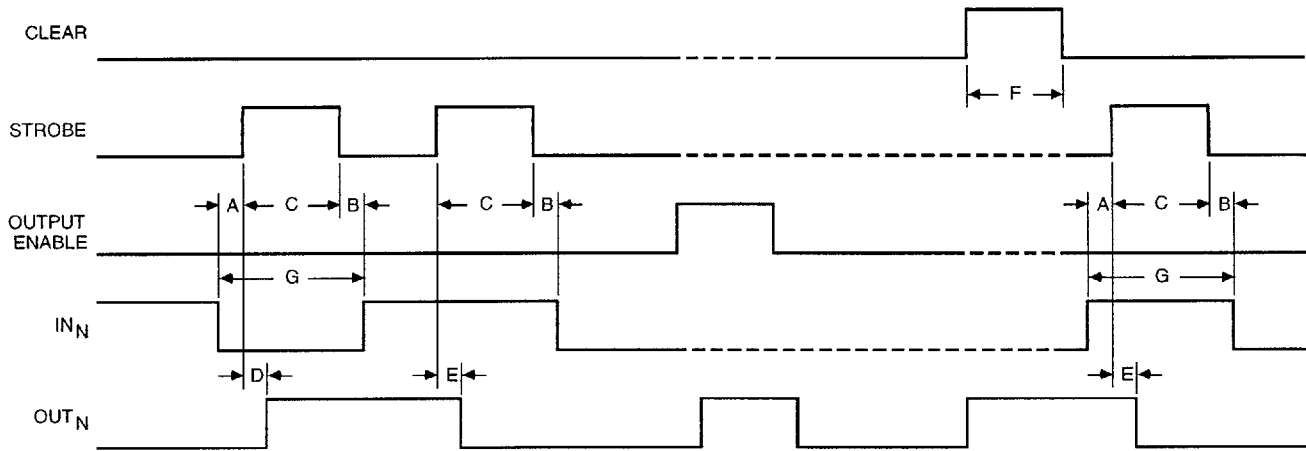 CLEAR
F
STROBE
A C B C B A C B
OUTPUT
ENABLE
G G
IN_N
D E E
OUT_N